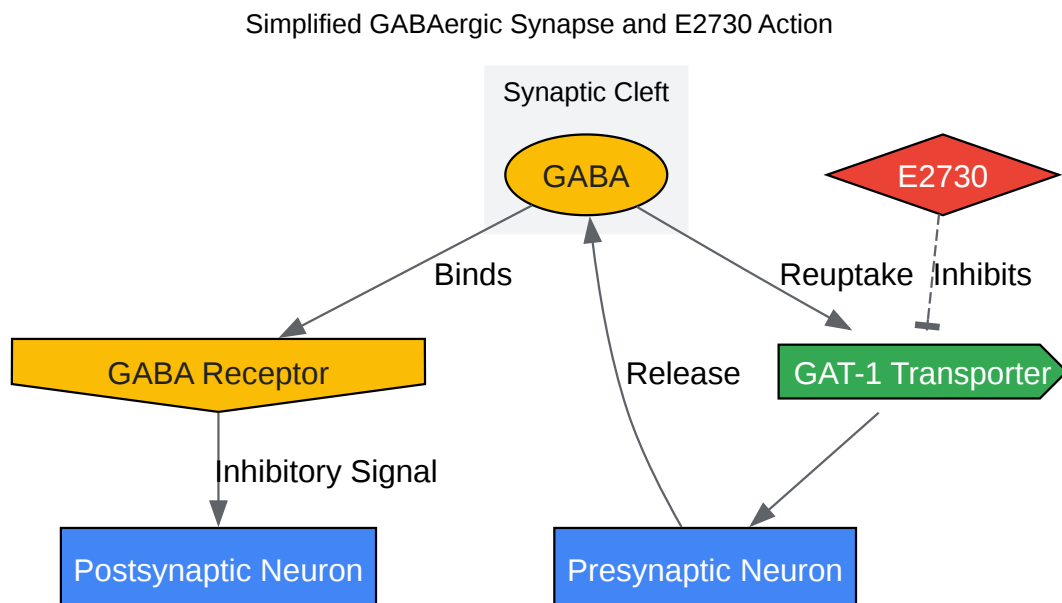 Simplified GABAergic Synapse and E2730 Action
Synaptic Cleft
GABA
E2730
Binds
Reuptake
Inhibits
GABA Receptor
Release
GAT-1 Transporter
Inhibitory Signal
Postsynaptic Neuron
Presynaptic Neuron